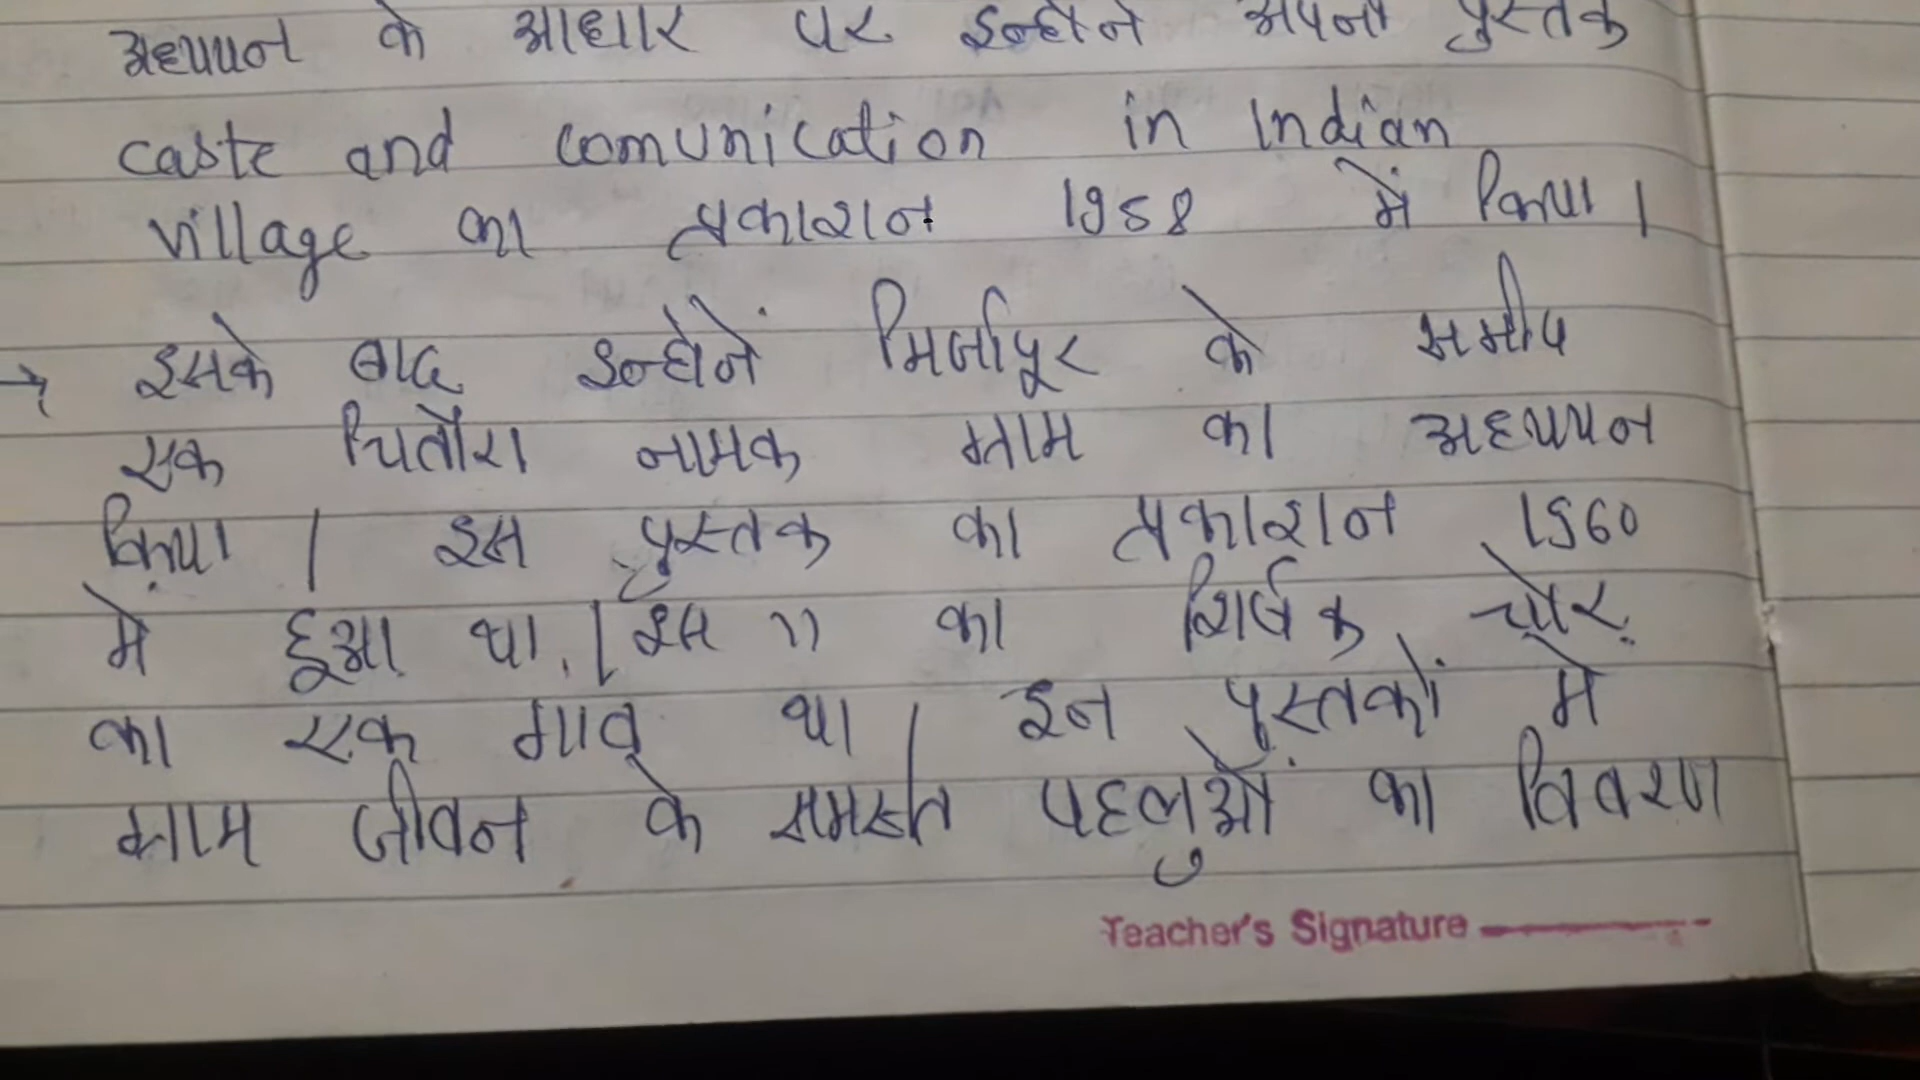 अध्ययन के आधार पर इन्होने अपनी पुस्तक
caste and comunication in Indian
village का प्रकाशन 1958 में किया।
→ इसके बाद इन्होनें मिर्जापूर के समीप
एक चितौरा नामक ग्राम का अध्ययन
किया। इस पुस्तक का प्रकाशन 1960
मे हुआ था। इस " का शिर्षक चोर
का एक गाव था। इन पुस्तकों मे
ग्राम जीवन के समस्त पहलुओं का विवरण
Teacher's Signature